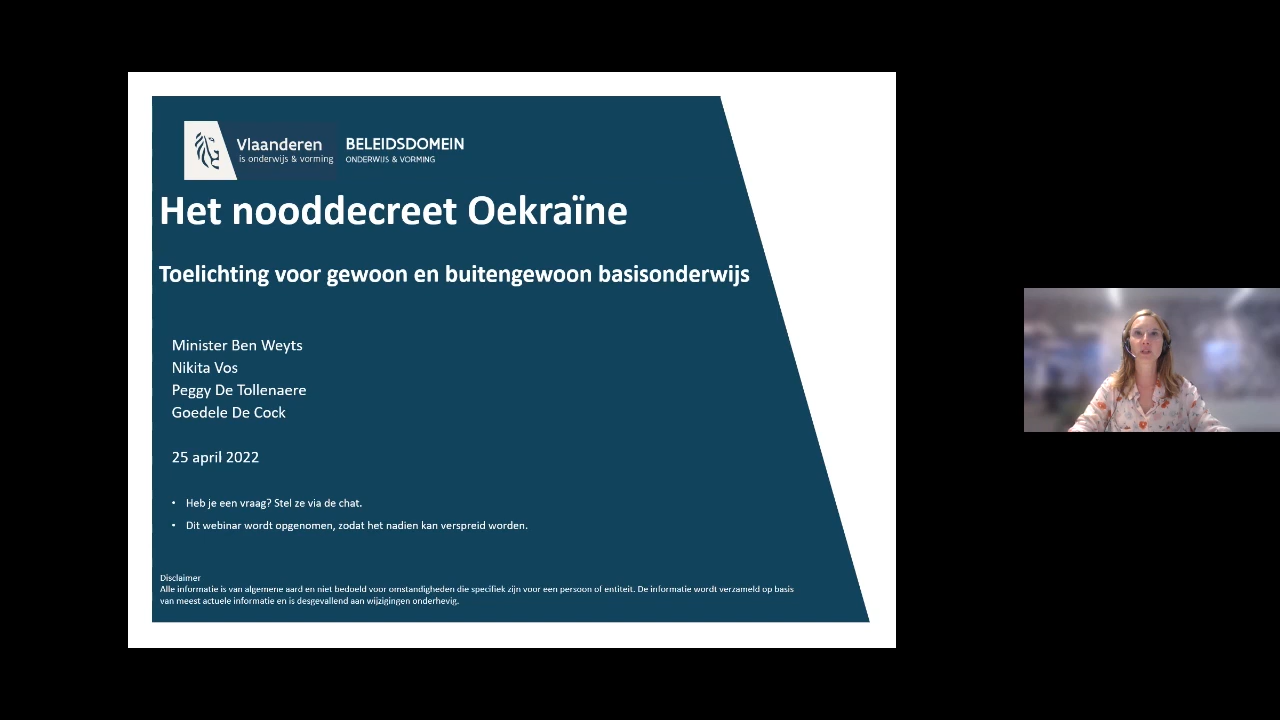 Vlaanderen
is onderwijs & vorming
BELEIDSDOMEIN
ONDERWIJS & VORMING
Het nooddecreet Oekraïne
Toelichting voor gewoon en buitengewoon basisonderwijs
Minister Ben Weyts
Nikita Vos
Peggy De Tollenaere
Goedele De Cock
25 april 2022
• Heb je een vraag? Stel ze via de chat.
• Dit webinar wordt opgenomen, zodat het nadien kan verspreid worden.
Disclaimer
Alle informatie is van algemene aard en niet bedoeld voor omstandigheden die specifiek zijn voor een persoon of entiteit. De informatie wordt verzameld op basis
van meest actuele informatie en is desgevallend aan wijzigingen onderhevig.